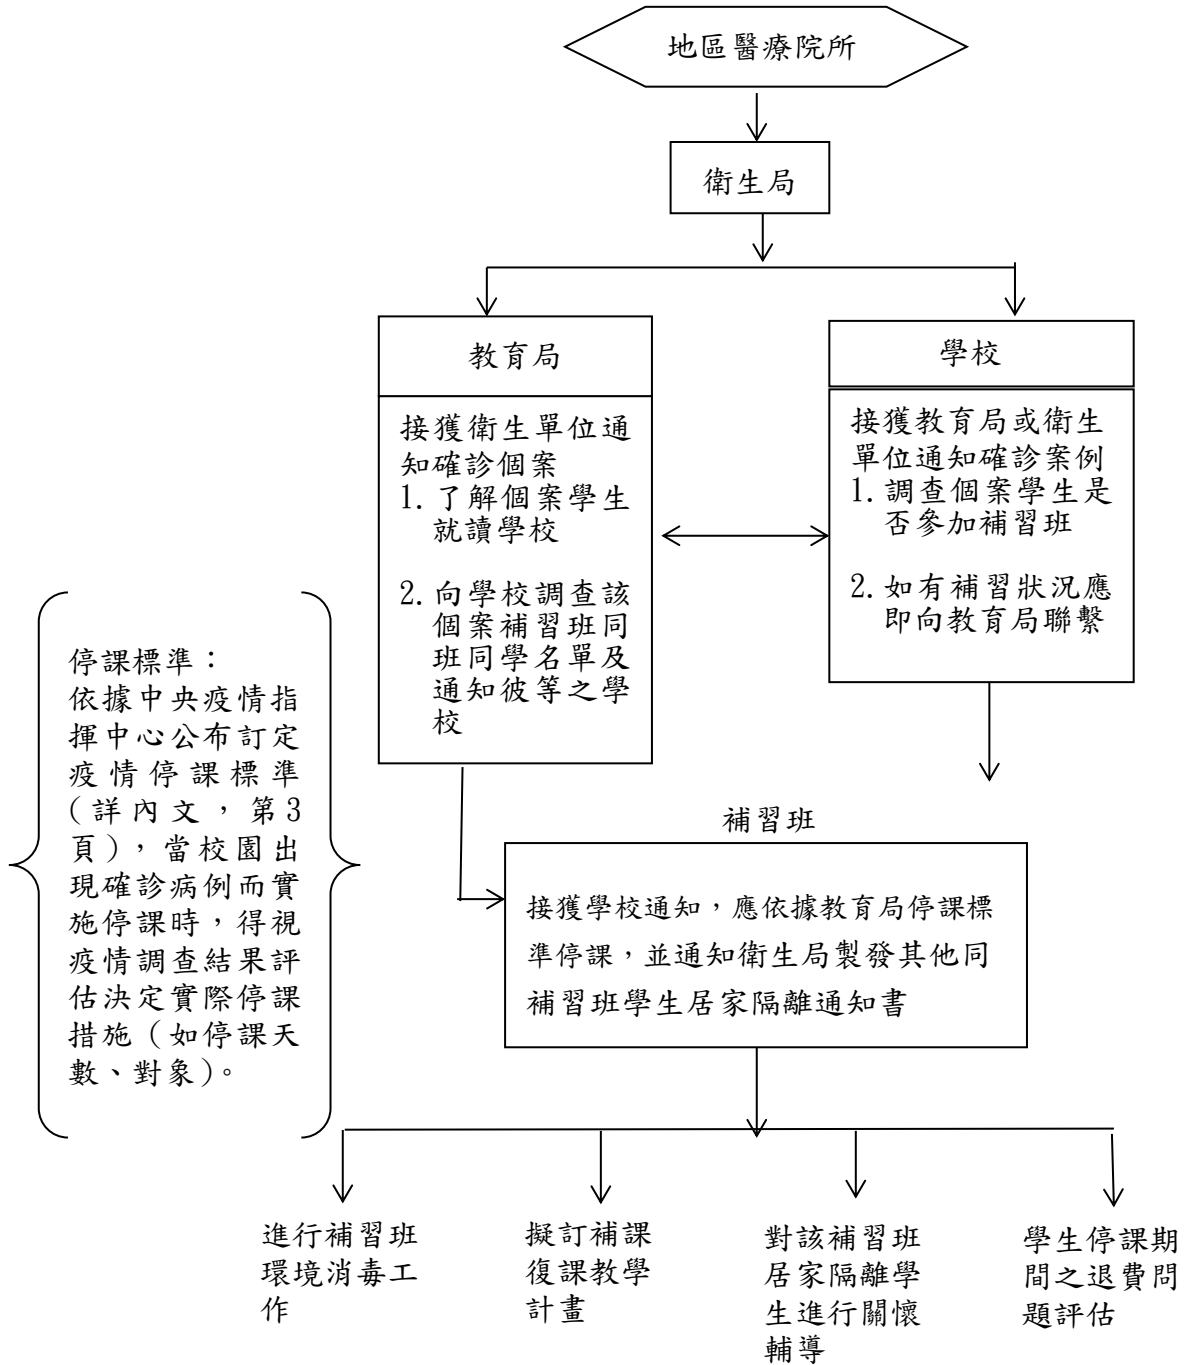 地區醫療院所
衛生局
教育局
接獲衛生單位通
知確診個案
1. 了解個案學生
就讀學校
2. 向學校調查該
個案補習班同
班同學名單及
通知彼等之學
校
學校
接獲教育局或衛生
單位通知確診案例
1. 調查個案學生是
否參加補習班
2. 如有補習狀況應
即向教育局聯繫
停課標準：
依據中央疫情指
揮中心公布訂定
疫情停課標準
(詳內文，第3
頁)，當校園出
現確診病例而實
施停課時，得視
疫情調查結果評
估決定實際停課
措施（如停課天
數、對象）。
補習班
接獲學校通知，應依據教育局停課標
準停課，並通知衛生局製發其他同
補習班學生居家隔離通知書
進行補習班
環境消毒工
作
擬訂補課
復課教學
計畫
對該補習班
居家隔離學
生進行關懷
輔導
學生停課期
間之退費問
題評估